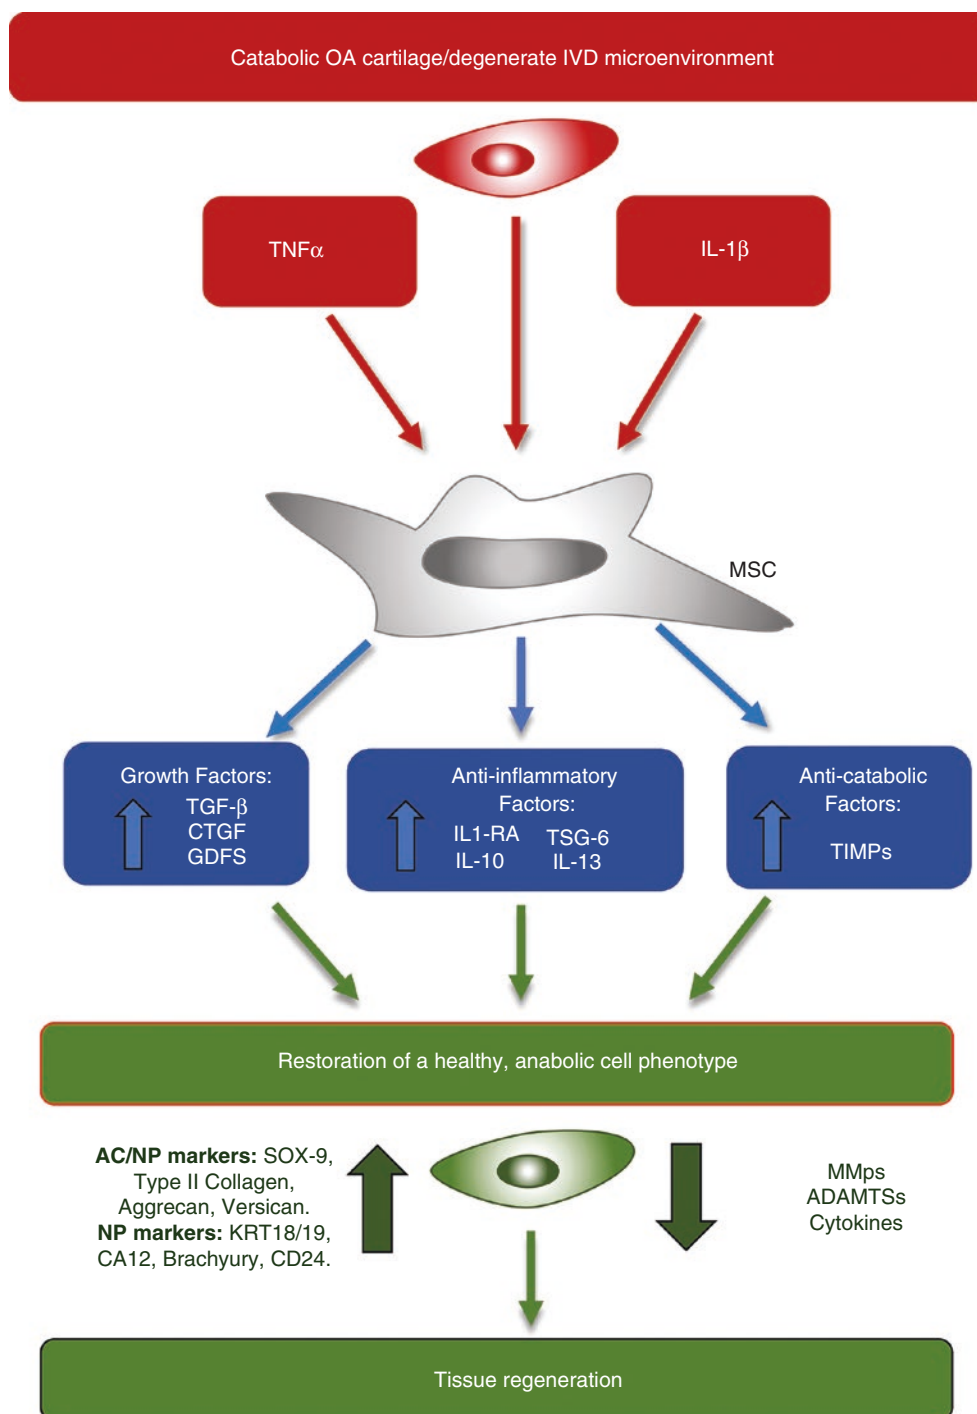 Catabolic OA cartilage/degenerate IVD microenvironment
TNFα
IL-1β
MSC
Growth Factors:
TGF-β
CTGF
GDFS
Anti-inflammatory
Factors:
IL1-RA TSG-6
IL-10 IL-13
Anti-catabolic
Factors:
TIMPs
Restoration of a healthy, anabolic cell phenotype
AC/NP markers: SOX-9,
Type II Collagen,
Aggrecan, Versican.
NP markers: KRT18/19,
CA12, Brachyury, CD24.
MMps
ADAMTSs
Cytokines
Tissue regeneration